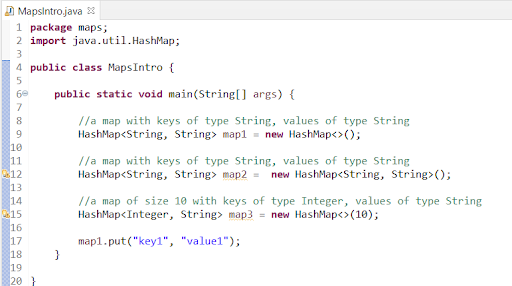 MapsIntro.java
1 package maps;
2 import java.util.HashMap;
3
4 public class MapsIntro {
5
6 public static void main(String[] args) {
7
8 //a map with keys of type String, values of type String
9 HashMap<String, String> map1 = new HashMap<>();
10
11 //a map with keys of type String, values of type String
12 HashMap<String, String> map2 =  new HashMap<String, String>();
13
14 //a map of size 10 with keys of type Integer, values of type String
15 HashMap<Integer, String> map3 = new HashMap<>(10);
16
17 map1.put("key1", "value1");
18 }
19
20 }